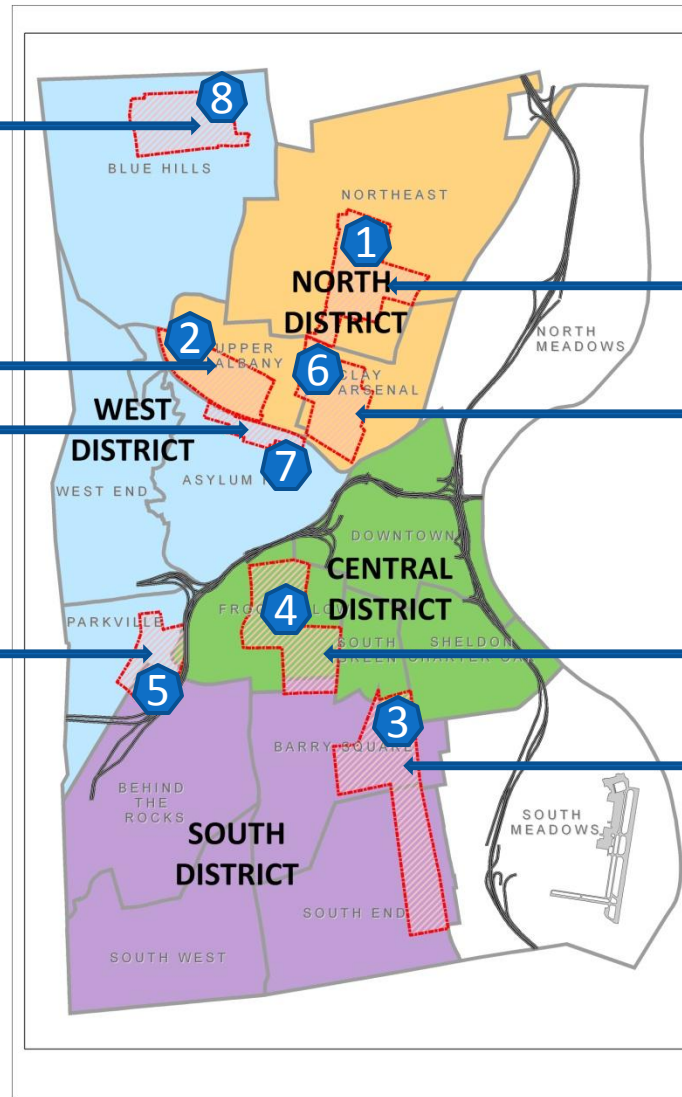 8
BLUE HILLS
NORTHEAST
1
NORTH
DISTRICT
NORTH
MEADOWS
2
UPPER
ALBANY
6
CLAY
ARSENAL
WEST
DISTRICT
7
ASYLUM
WEST END
DOWNTOWN
CENTRAL
DISTRICT
4
PARKVILLE
SOUTH
GREEN
SHELDON
5
3
BARRY SQUARE
BEHIND
THE
ROCKS
SOUTH
MEADOWS
SOUTH
DISTRICT
SOUTH END
SOUTH WEST